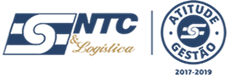 NTC
& Logística
ATITUDE
GESTÃO
2017-2019